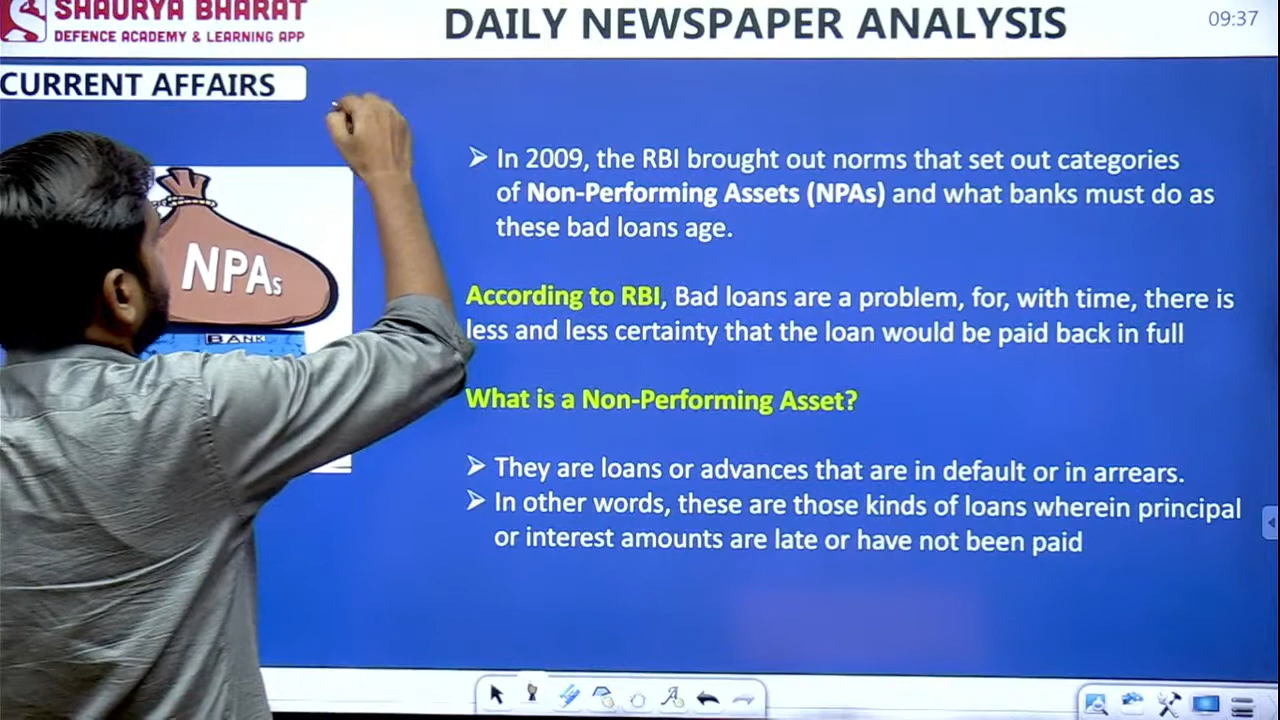 SHAURYA BHARAT
DEFENCE ACADEMY & LEARNING APP
DAILY NEWSPAPER ANALYSIS
09:37
CURRENT AFFAIRS
➢ In 2009, the RBI brought out norms that set out categories
of Non-Performing Assets (NPAs) and what banks must do as
these bad loans age.
NPAs
BANK
According to RBI, Bad loans are a problem, for, with time, there is
less and less certainty that the loan would be paid back in full
What is a Non-Performing Asset?
➢ They are loans or advances that are in default or in arrears.
➢ In other words, these are those kinds of loans wherein principal
or interest amounts are late or have not been paid